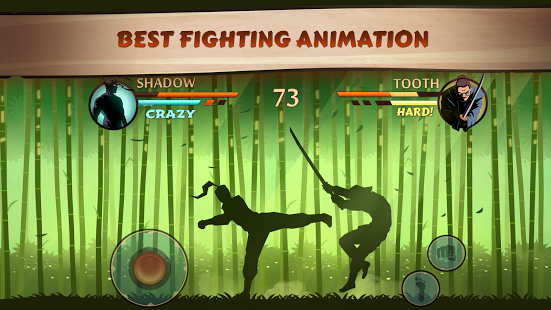 BEST FIGHTING ANIMATION
SHADOW
73
TOOTH
CRAZY
HARD!